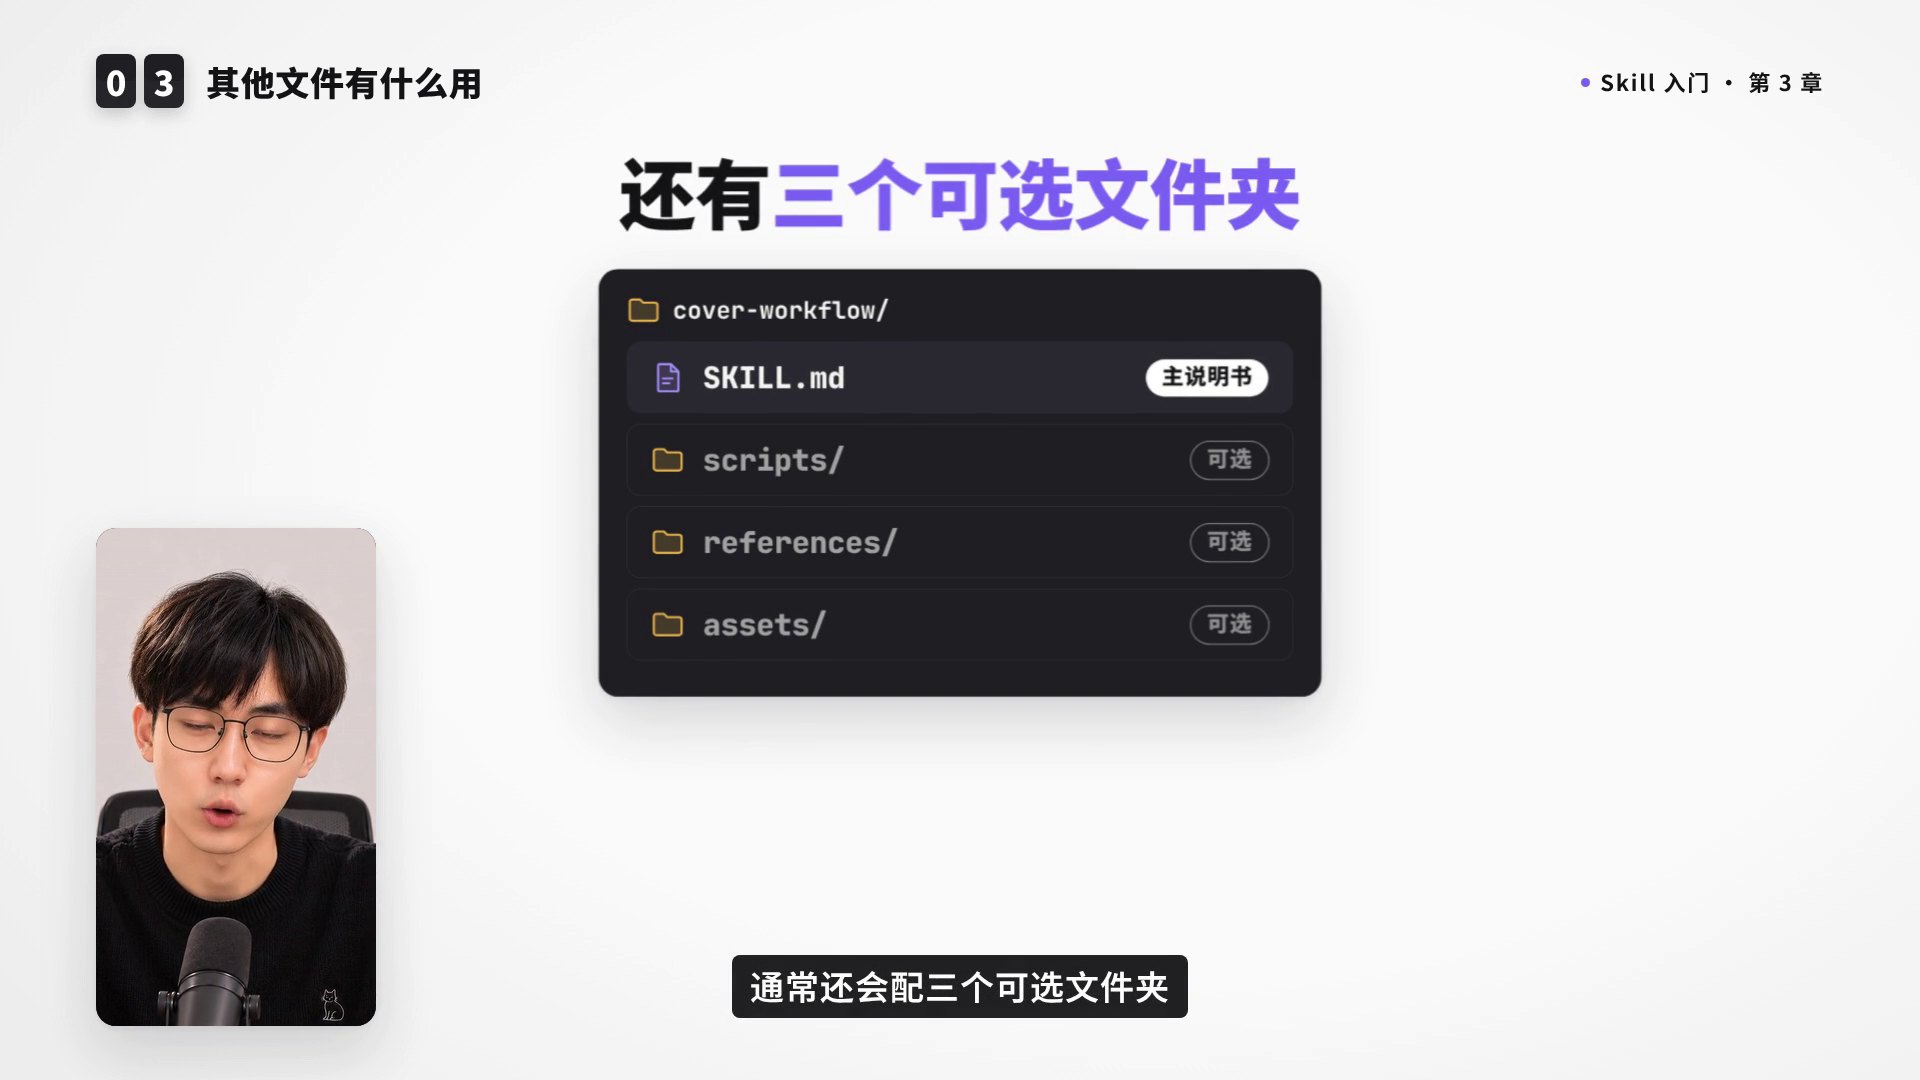 03 其他文件有什么用
Skill 入门 · 第 3 章
还有三个可选文件夹
cover-workflow/
SKILL.md 主说明书
scripts/ 可选
references/ 可选
assets/ 可选
通常还会配三个可选文件夹